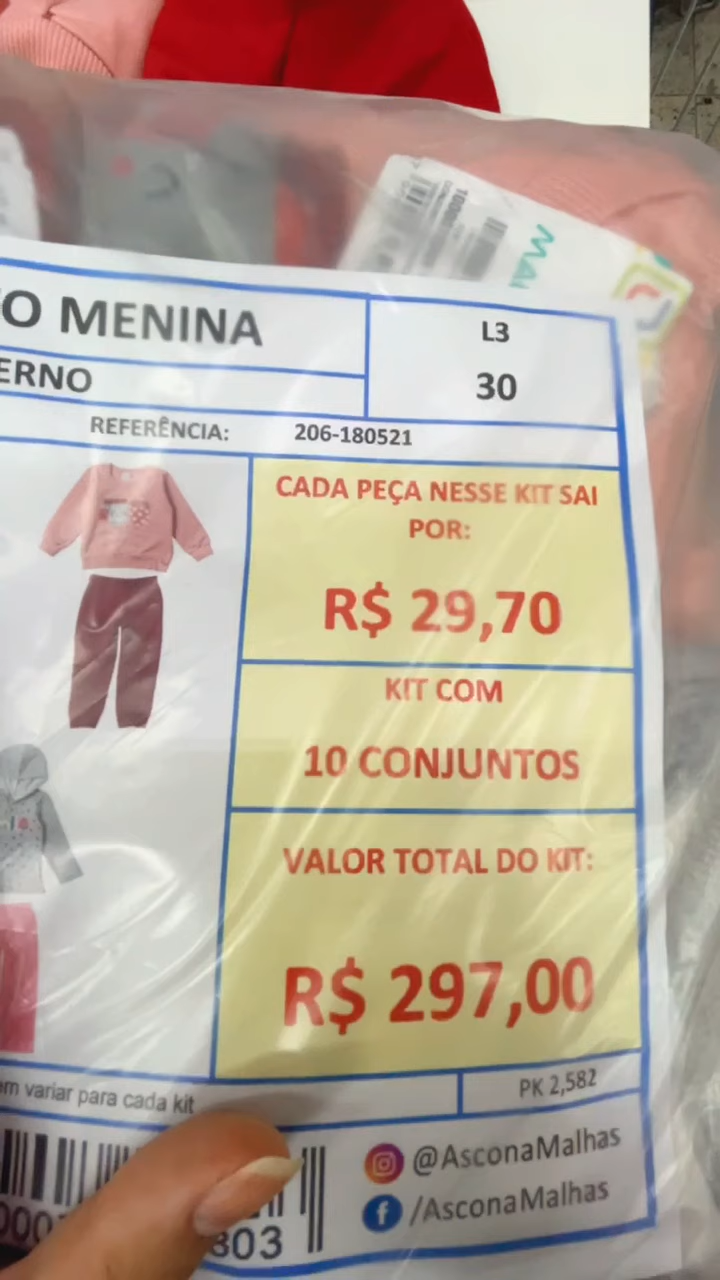 O MENINA
L3
30
ERNO
REFERÊNCIA: 206-180521
CADA PEÇA NESSE KIT SAI
POR:
R$ 29,70
KIT COM
10 CONJUNTOS
VALOR TOTAL DO KIT:
R$ 297,00
em variar para cada kit
PK 2,582
@AsconaMalhas
/AsconaMalhas
303